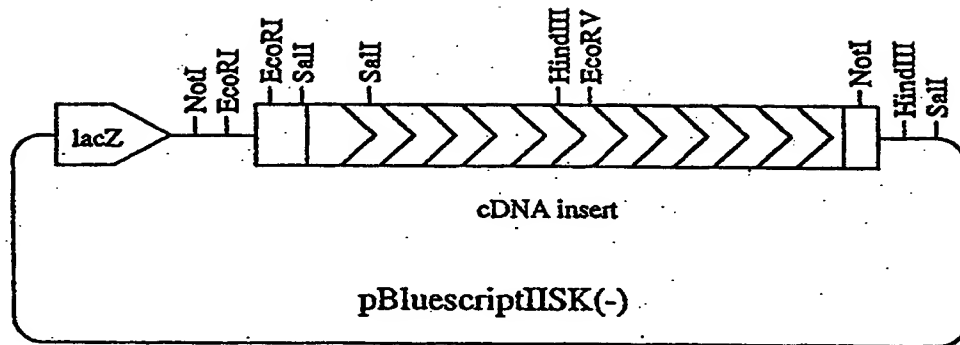 NotI
EcoRI
EcoRI
SalI
SalI
HindIII
EcoRV
NotI
HindIII
SalI
lacZ
cDNA insert
pBluescriptIISK(-)